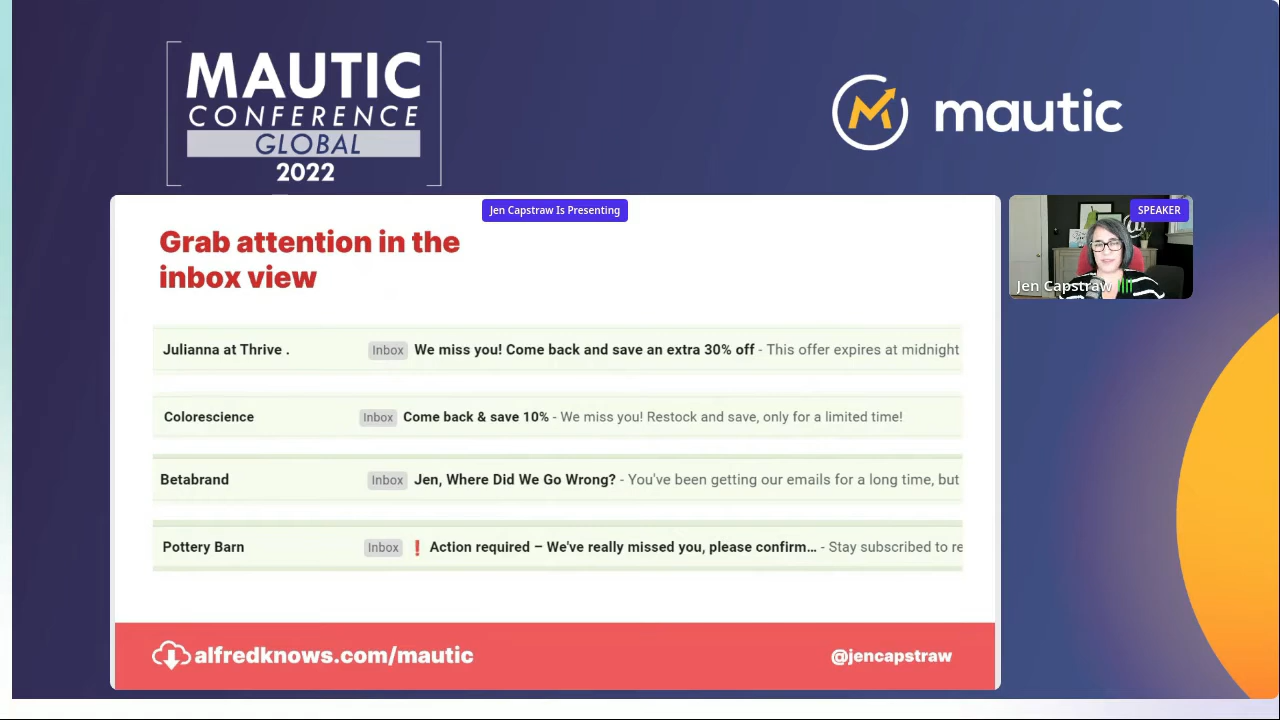 MAUTIC
CONFERENCE
GLOBAL
2022
mautic
Jen Capstraw Is Presenting
SPEAKER
Jen Capstraw
Grab attention in the
inbox view
Julianna at Thrive . Inbox We miss you! Come back and save an extra 30% off - This offer expires at midnight
Colorescience Inbox Come back & save 10% - We miss you! Restock and save, only for a limited time!
Betabrand Inbox Jen, Where Did We Go Wrong? - You've been getting our emails for a long time, but
Pottery Barn Inbox ❗ Action required – We've really missed you, please confirm... - Stay subscribed to re
alfredknows.com/mautic
@jencapstraw